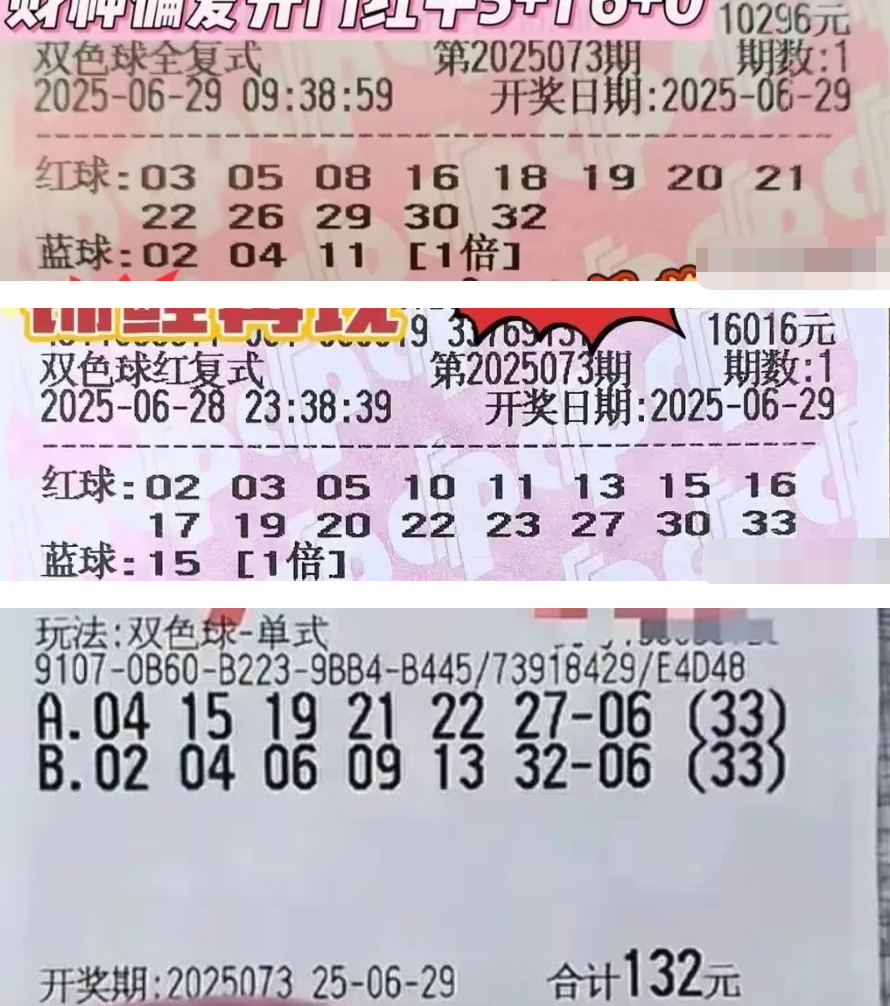 10296元
双色球全复式 第2025073期 期数:1
2025-06-29 09:38:59 开奖日期:2025-06-29
红球:03 05 08 16 18 19 20 21
22 26 29 30 32
蓝球:02 04 11 [1倍]
16016元
双色球红复式 第2025073期 期数:1
2025-06-28 23:38:39 开奖日期:2025-06-29
红球:02 03 05 10 11 13 15 16
17 19 20 22 23 27 30 33
蓝球:15 [1倍]
玩法:双色球-单式
9107-0B60-B223-9BB4-B445/73918429/E4D48
A.04 15 19 21 22 27-06 (33)
B.02 04 06 09 13 32-06 (33)
开奖期:2025073 25-06-29 合计132元